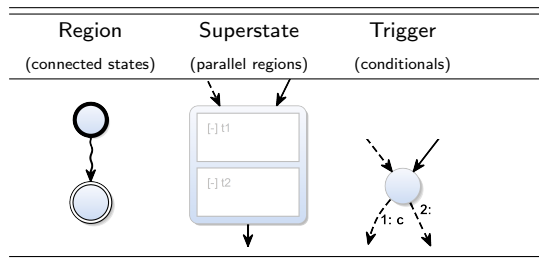 Region Superstate Trigger
(connected states) (parallel regions) (conditionals)
[-] t1
[-] t2
1: c 2: